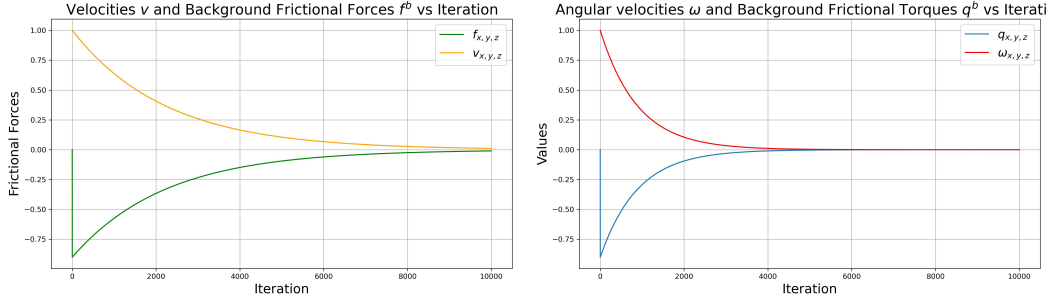 Velocities v and Background Frictional Forces f^b vs Iteration
Frictional Forces
1.00
0.75
0.50
0.25
0.00
−0.25
−0.50
−0.75
f_{x,y,z}
v_{x,y,z}
0 2000 4000 6000 8000 10000
Iteration
Angular velocities ω and Background Frictional Torques q^b vs Iterati
Values
1.00
0.75
0.50
0.25
0.00
−0.25
−0.50
−0.75
q_{x,y,z}
ω_{x,y,z}
0 2000 4000 6000 8000 10000
Iteration